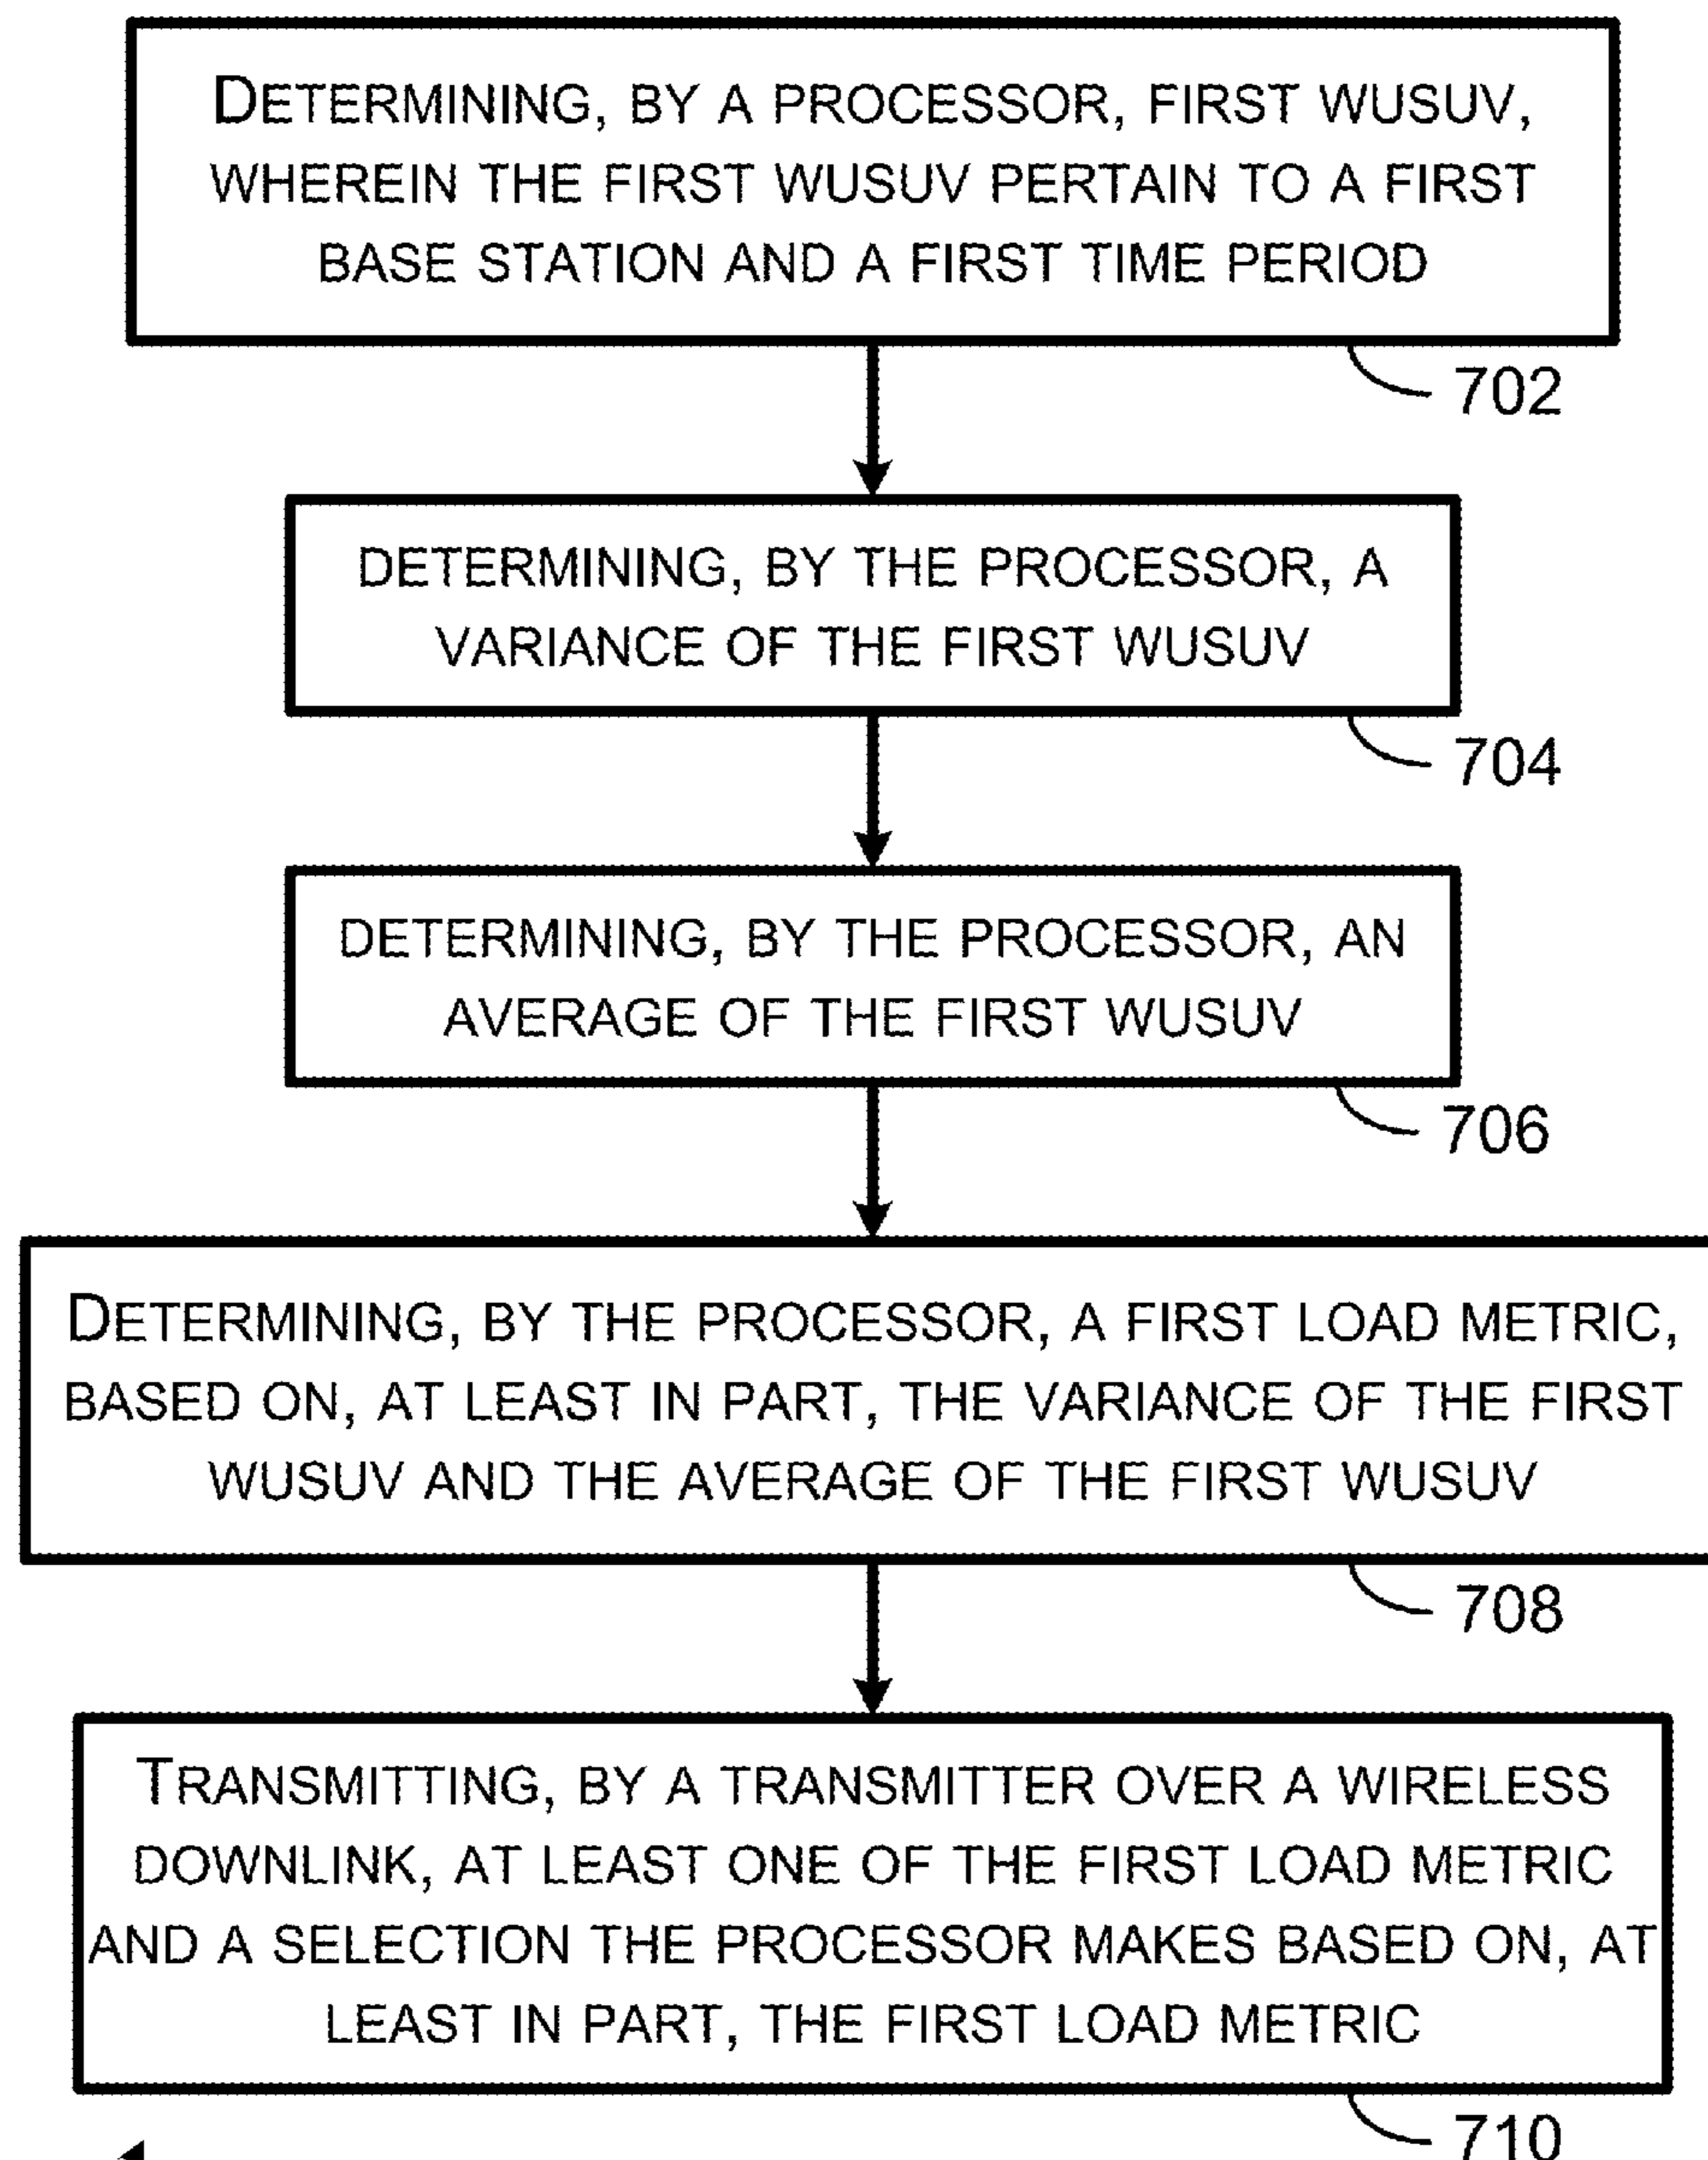 DETERMINING, BY A PROCESSOR, FIRST WUSUV,
WHEREIN THE FIRST WUSUV PERTAIN TO A FIRST
BASE STATION AND A FIRST TIME PERIOD
702
DETERMINING, BY THE PROCESSOR, A
VARIANCE OF THE FIRST WUSUV
704
DETERMINING, BY THE PROCESSOR, AN
AVERAGE OF THE FIRST WUSUV
706
DETERMINING, BY THE PROCESSOR, A FIRST LOAD METRIC,
BASED ON, AT LEAST IN PART, THE VARIANCE OF THE FIRST
WUSUV AND THE AVERAGE OF THE FIRST WUSUV
708
TRANSMITTING, BY A TRANSMITTER OVER A WIRELESS
DOWNLINK, AT LEAST ONE OF THE FIRST LOAD METRIC
AND A SELECTION THE PROCESSOR MAKES BASED ON, AT
LEAST IN PART, THE FIRST LOAD METRIC
710